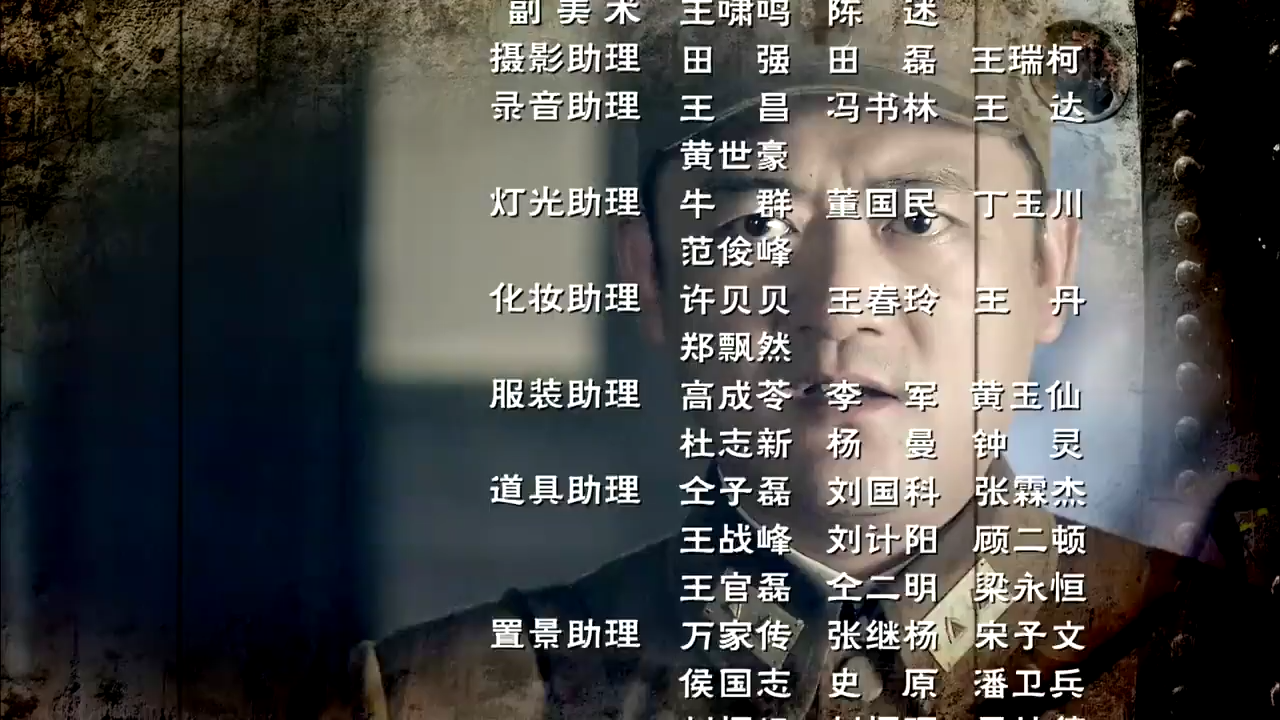 副美术 王啸鸣 陈迷
摄影助理 田强 田磊 王瑞柯
录音助理 王昌 冯书林 王达
黄世豪
灯光助理 牛群 董国民 丁玉川
范俊峰
化妆助理 许贝贝 王春玲 王丹
郑飘然
服装助理 高成苓 李军 黄玉仙
杜志新 杨曼 钟灵
道具助理 仝子磊 刘国科 张霖杰
王战峰 刘计阳 顾二顿
王官磊 仝二明 梁永恒
置景助理 万家传 张继杨 宋子文
侯国志 史原 潘卫兵